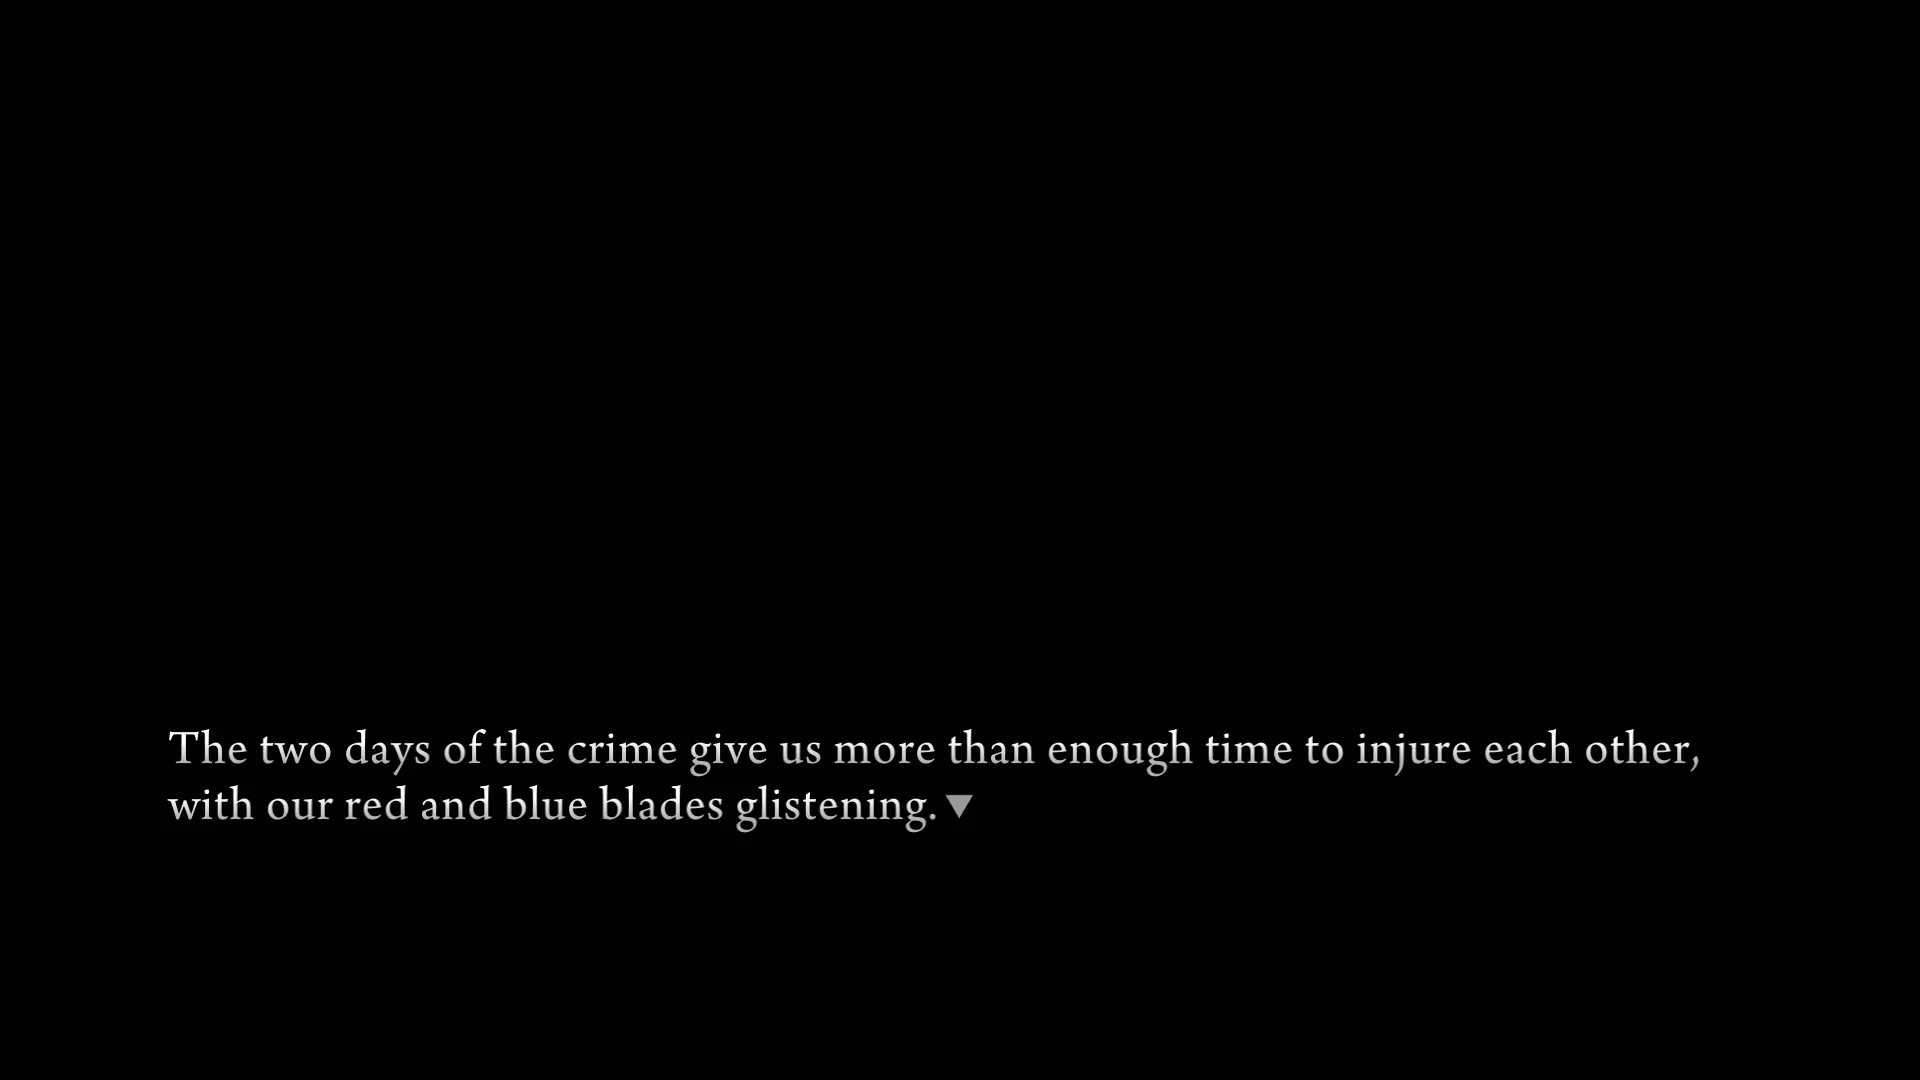 The two days of the crime give us more than enough time to injure each other,
with our red and blue blades glistening.